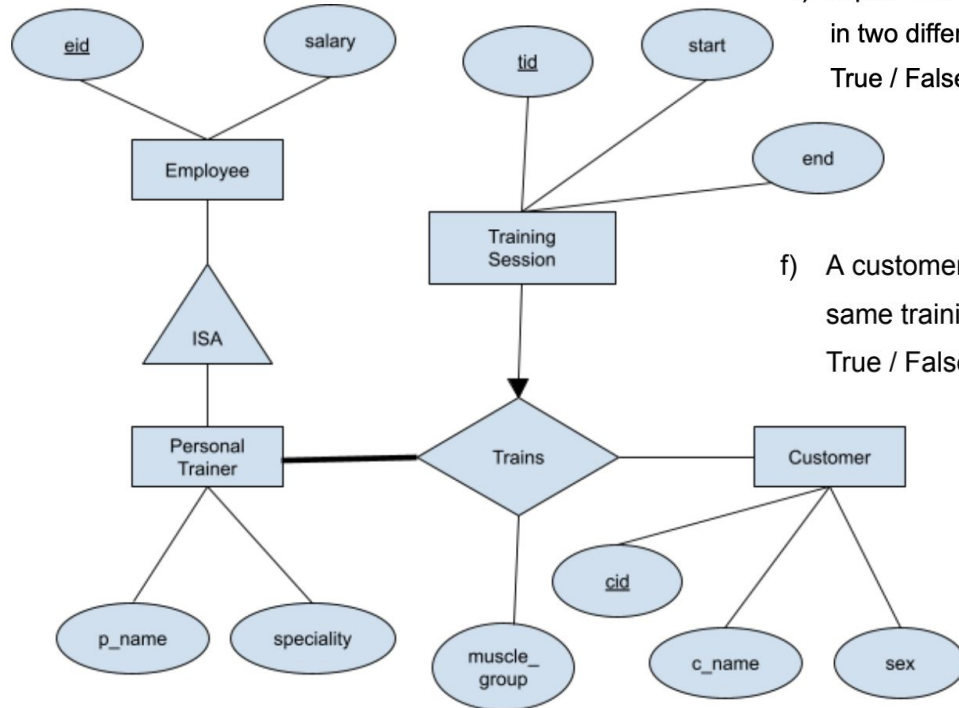 in two differ
True / False
eid
salary
tid
start
end
Employee
Training
Session
f) A customer
same traini
True / False
ISA
Personal
Trainer
Trains
Customer
cid
p_name
speciality
muscle_
group
c_name
sex